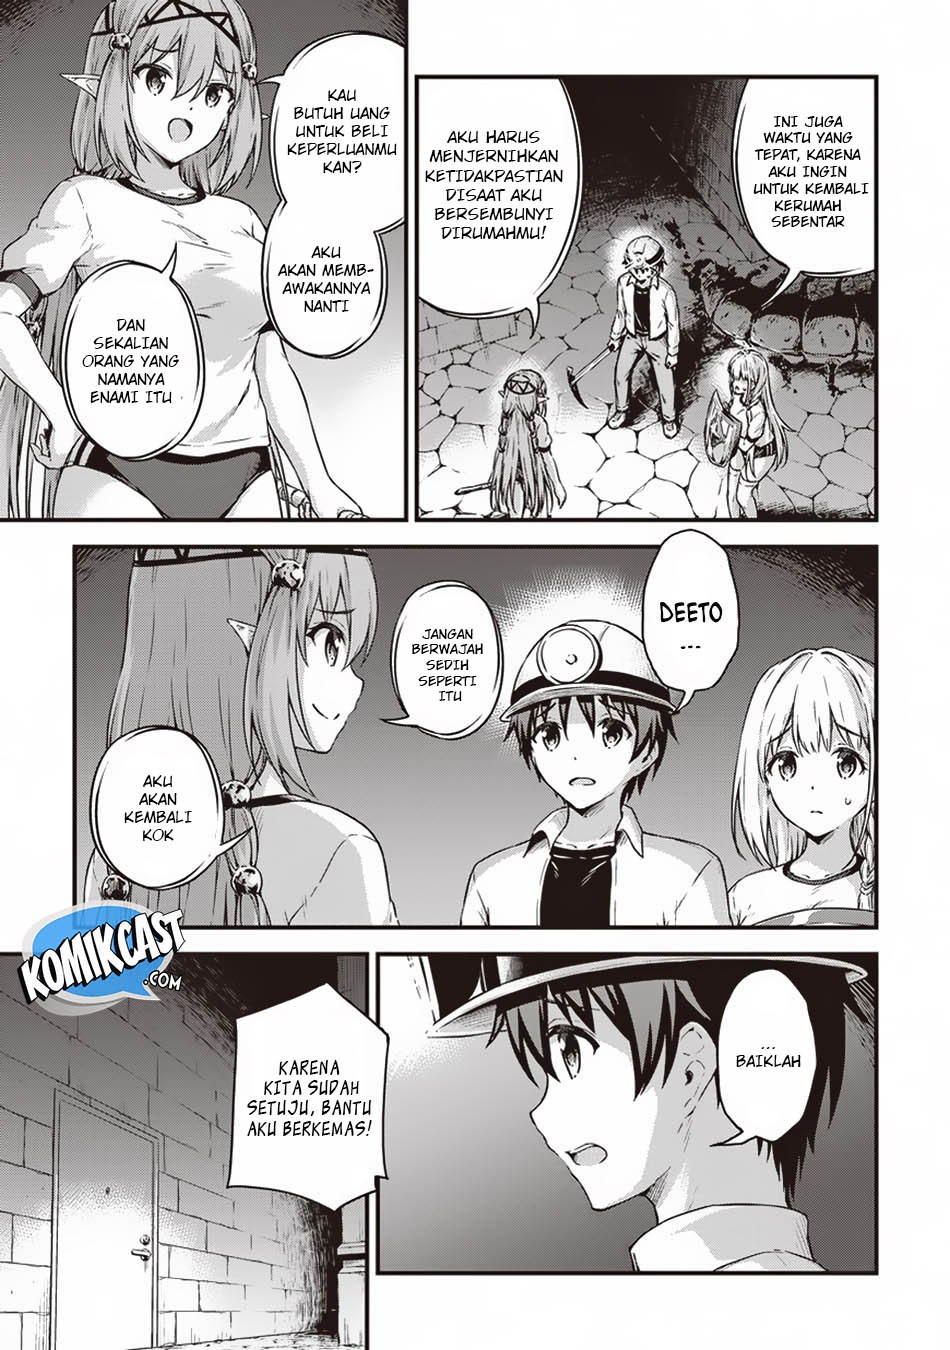 INI JUGA
WAKTU YANG
TEPAT, KARENA
AKU INGIN
UNTUK KEMBALI
KERUMAH
SEBENTAR
AKU HARUS
MENJERNIHKAN
KETIDAKPASTIAN
DISAAT AKU
BERSEMBUNYI
DIRUMAHMU!
KAU
BUTUH UANG
UNTUK BELI
KEPERLUANMU
KAN?
AKU
AKAN MEMB-
AWAKANNYA
NANTI
DAN
SEKALIAN
ORANG YANG
NAMANYA
ENAMI ITU
DEETO
...
JANGAN
BERWAJAH
SEDIH
SEPERTI
ITU
AKU
AKAN
KEMBALI
KOK
...
BAIKLAH
KARENA
KITA SUDAH
SETUJU, BANTU
AKU BERKEMAS!
KOMIKCAST
.COM